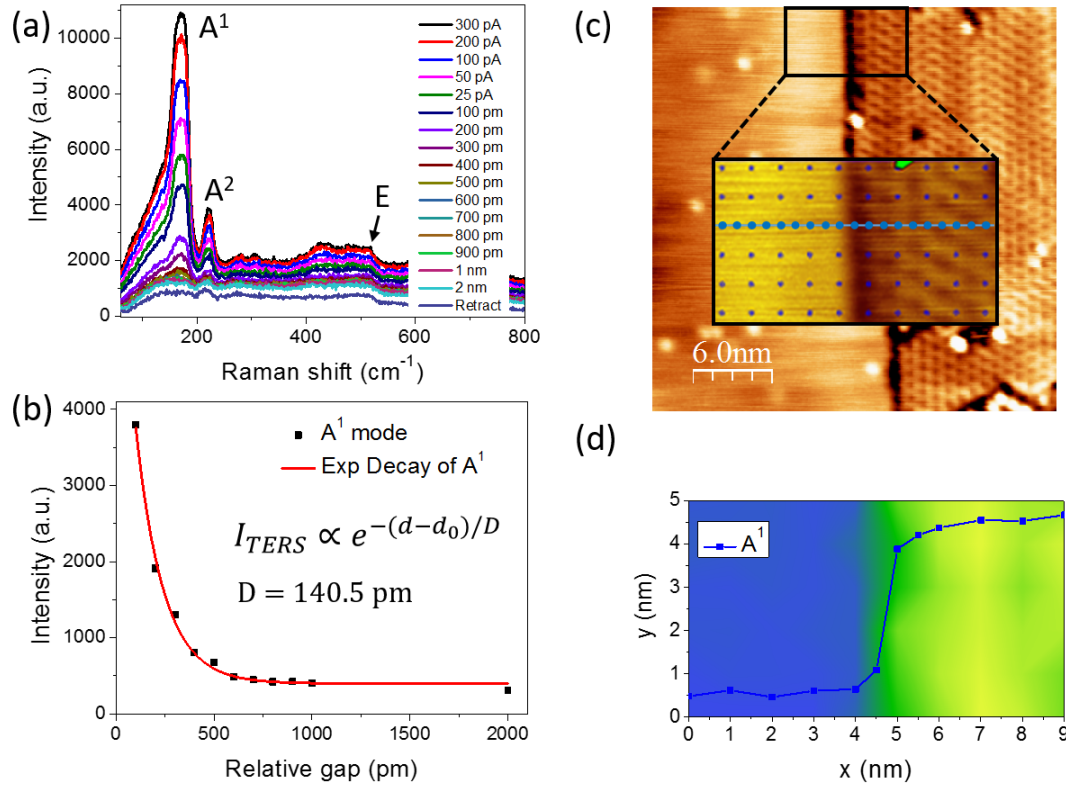 (a)
A¹
A²
E
300 pA
200 pA
100 pA
50 pA
25 pA
100 pm
200 pm
300 pm
400 pm
500 pm
600 pm
700 pm
800 pm
900 pm
1 nm
2 nm
Retract
Intensity (a.u.)
10000
8000
6000
4000
2000
0
200 400 600 800
Raman shift (cm⁻¹)
(c)
6.0nm
(b)
A¹ mode
Exp Decay of A¹
I_TERS ∝ e^−(d−d₀)/D
D = 140.5 pm
Intensity (a.u.)
4000
3000
2000
1000
0
0 500 1000 1500 2000
Relative gap (pm)
(d)
A¹
y (nm)
5
4
3
2
1
0
0 1 2 3 4 5 6 7 8 9
x (nm)